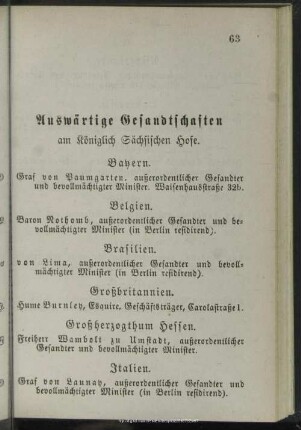 63
Auswärtige Gesandtschaften
am Königlich Sächsischen Hofe.
Bayern.
Graf von Paumgarten, außerordentlicher Gesandter
und bevollmächtigter Minister. Waisenhausstraße 32b.
Belgien.
Baron Nothomb, außerordentlicher Gesandter und be-
vollmächtigter Minister (in Berlin residirend).
Brasilien.
von Lima, außerordentlicher Gesandter und bevoll-
mächtigter Minister (in Berlin residirend).
Großbritannien.
Hume Burnley, Esquire, Geschäftsträger, Carolastraße 1.
Großherzogthum Hessen.
Freiherr Wambolt zu Umstadt, außerordentlicher
Gesandter und bevollmächtigter Minister.
Italien.
Graf von Launay, außerordentlicher Gesandter und
bevollmächtigter Minister (in Berlin residirend).